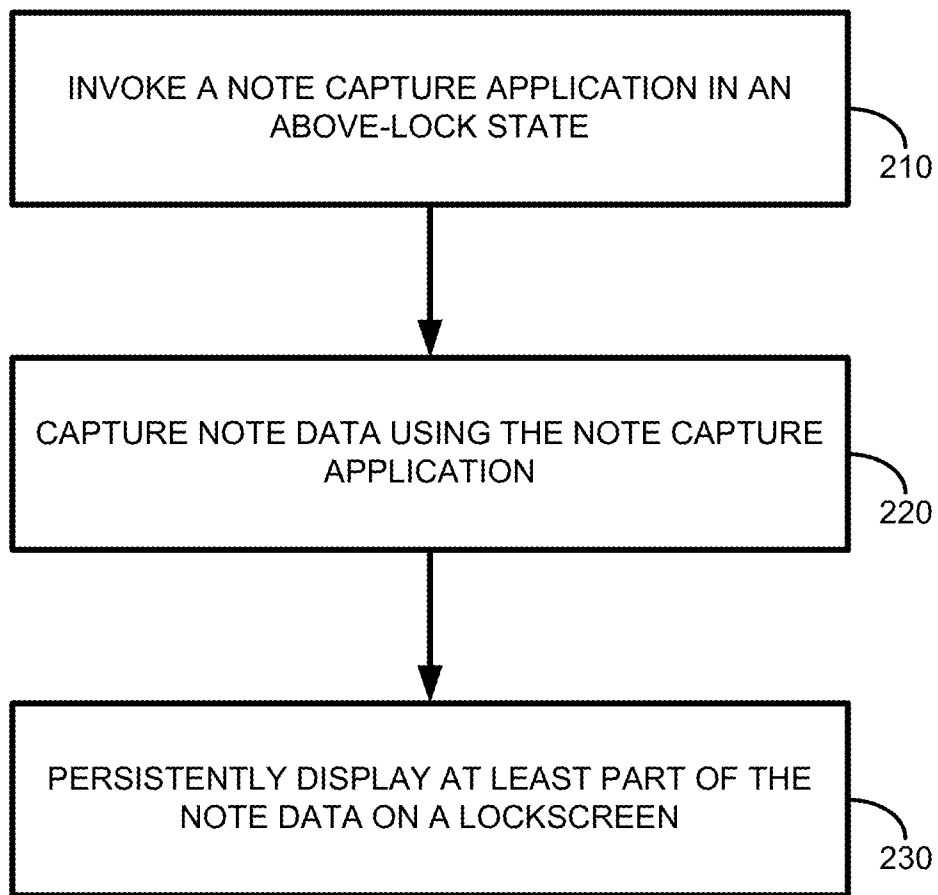 INVOKE A NOTE CAPTURE APPLICATION IN AN
ABOVE-LOCK STATE
210
CAPTURE NOTE DATA USING THE NOTE CAPTURE
APPLICATION
220
PERSISTENTLY DISPLAY AT LEAST PART OF THE
NOTE DATA ON A LOCKSCREEN
230